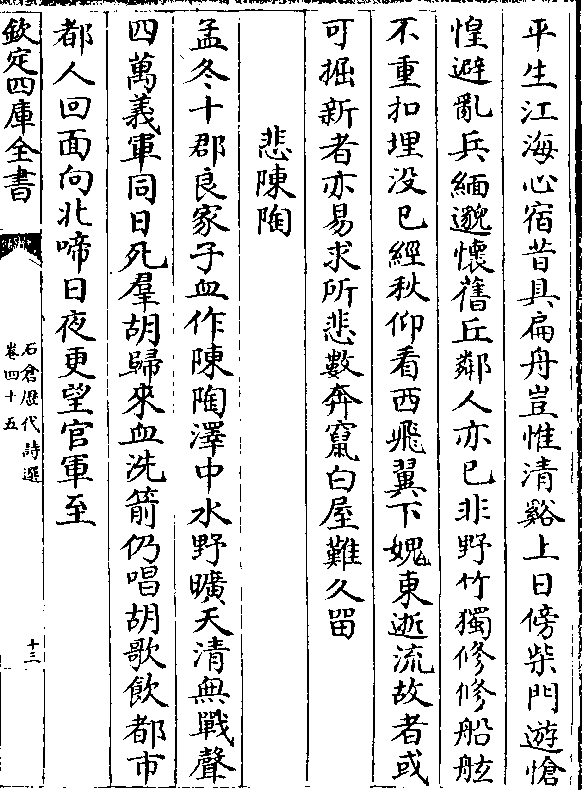 平生江海心宿昔具扁舟豈惟清谿上日傍柴門遊愴
惶避亂兵緬邈懷舊丘鄰人亦已非野竹獨修修船舷
不重扣埋没已經秋仰看西飛翼下媿東逝流故者或
可掘新者亦易求所悲數奔竄白屋難久留
悲陳陶
孟冬十郡良家子血作陳陶澤中水野曠天清無戰聲
四萬義軍同日死羣胡歸來血洗箭仍唱胡歌飲都市
都人回面向北啼日夜更望官軍至
欽定四庫全書
石倉歷代詩選
卷四十五
十三